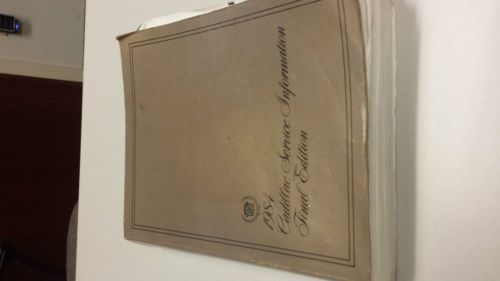 1984
Cadillac Service Information
Final Edition